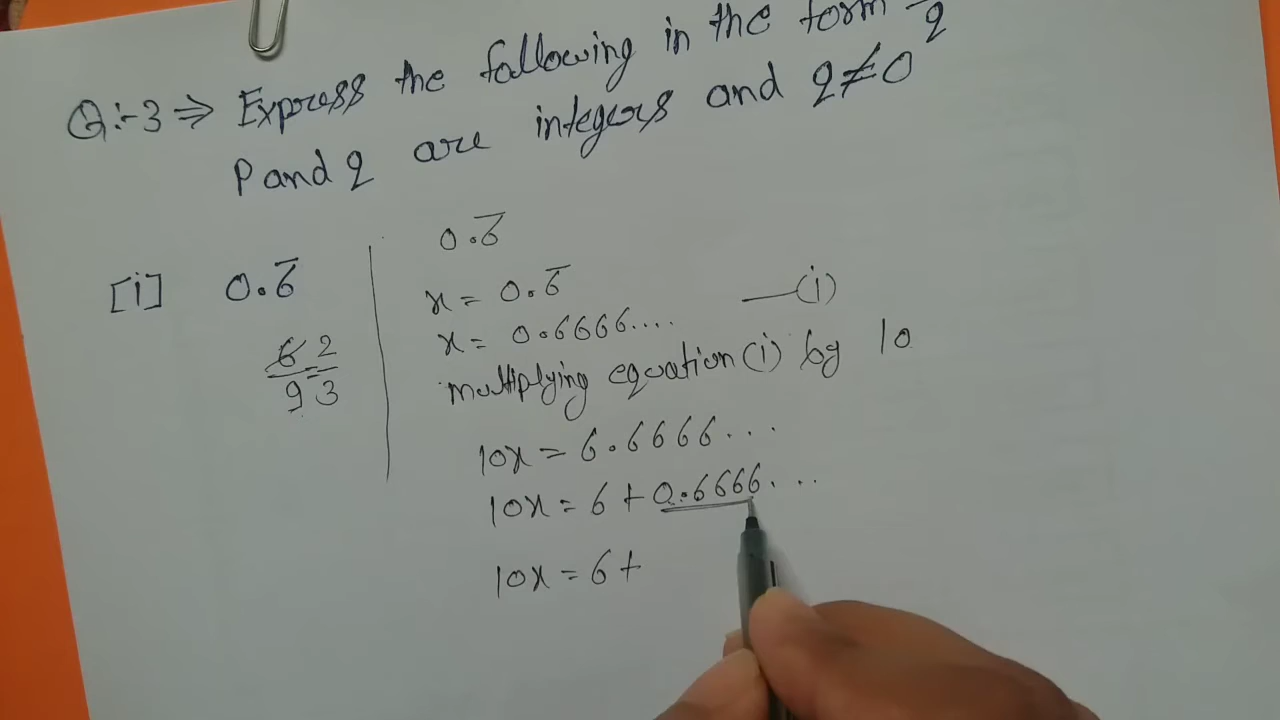 Q:-3 ⇒ Express the following in the form /q
P and q are integers and q≠0
0.6̅
[i] 0.6̅
x = 0.6̅
x = 0.6666.... —(i)
6/9 = 2/3
multiplying equation (i) by 10
10x = 6.6666...
10x = 6 + 0.6666...
10x = 6 +